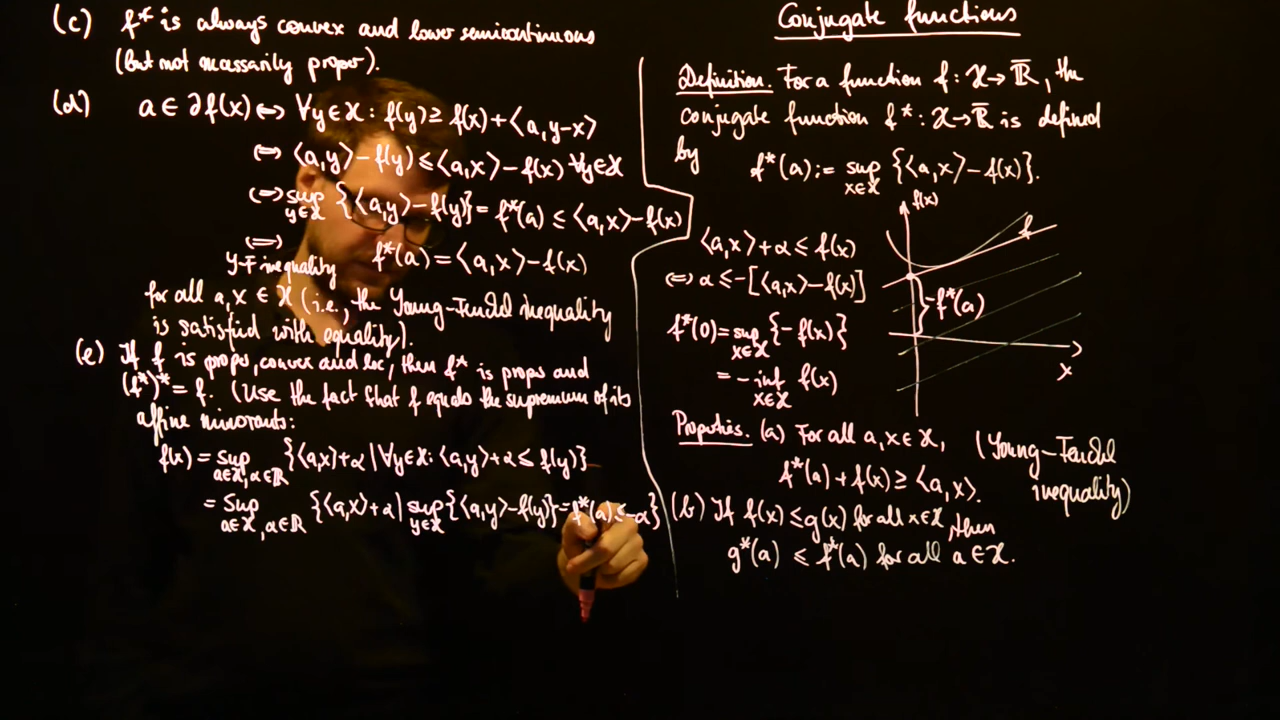 Conjugate functions
Definition. For a function f: X → R̅, the
conjugate function f*: X → R̅ is defined
by
f*(a) := sup_{x∈X} {⟨a,x⟩ - f(x)}.
f(x)
f
-f*(a)
x
⟨a,x⟩ + α ≤ f(x)
⇔ α ≤ -[⟨a,x⟩ - f(x)]
f*(0) = sup_{x∈X} {-f(x)}
= - inf_{x∈X} f(x)
Properties. (a) For all a, x ∈ X, (Young-Fenchel
f*(a) + f(x) ≥ ⟨a,x⟩. inequality)
(b) If f(x) ≤ g(x) for all x∈X, then
g*(a) ≤ f*(a) for all a ∈ X.
(c) f* is always convex and lower semicontinuous
(but not necessarily proper).
(d) a ∈ ∂f(x) ⇔ ∀y∈X: f(y) ≥ f(x) + ⟨a, y-x⟩
⇔ ⟨a,y⟩ - f(y) ≤ ⟨a,x⟩ - f(x) ∀y∈X
⇔ sup_{y∈X} {⟨a,y⟩ - f(y)} = f*(a) ≤ ⟨a,x⟩ - f(x)
⇔
Y-F inequality f*(a) = ⟨a,x⟩ - f(x)
for all a, x ∈ X (i.e., the Young-Fenchel inequality
is satisfied with equality).
(e) If f is proper, convex and lsc, then f* is proper and
(f*)* = f. (Use the fact that f equals the supremum of its
affine minorants:
f(x) = sup_{a∈X, α∈R} {⟨a,x⟩ + α | ∀y∈X: ⟨a,y⟩ + α ≤ f(y)}
= sup_{a∈X, α∈R} {⟨a,x⟩ + α | sup_{y∈X} {⟨a,y⟩ - f(y)} = f*(a) ≤ -α}